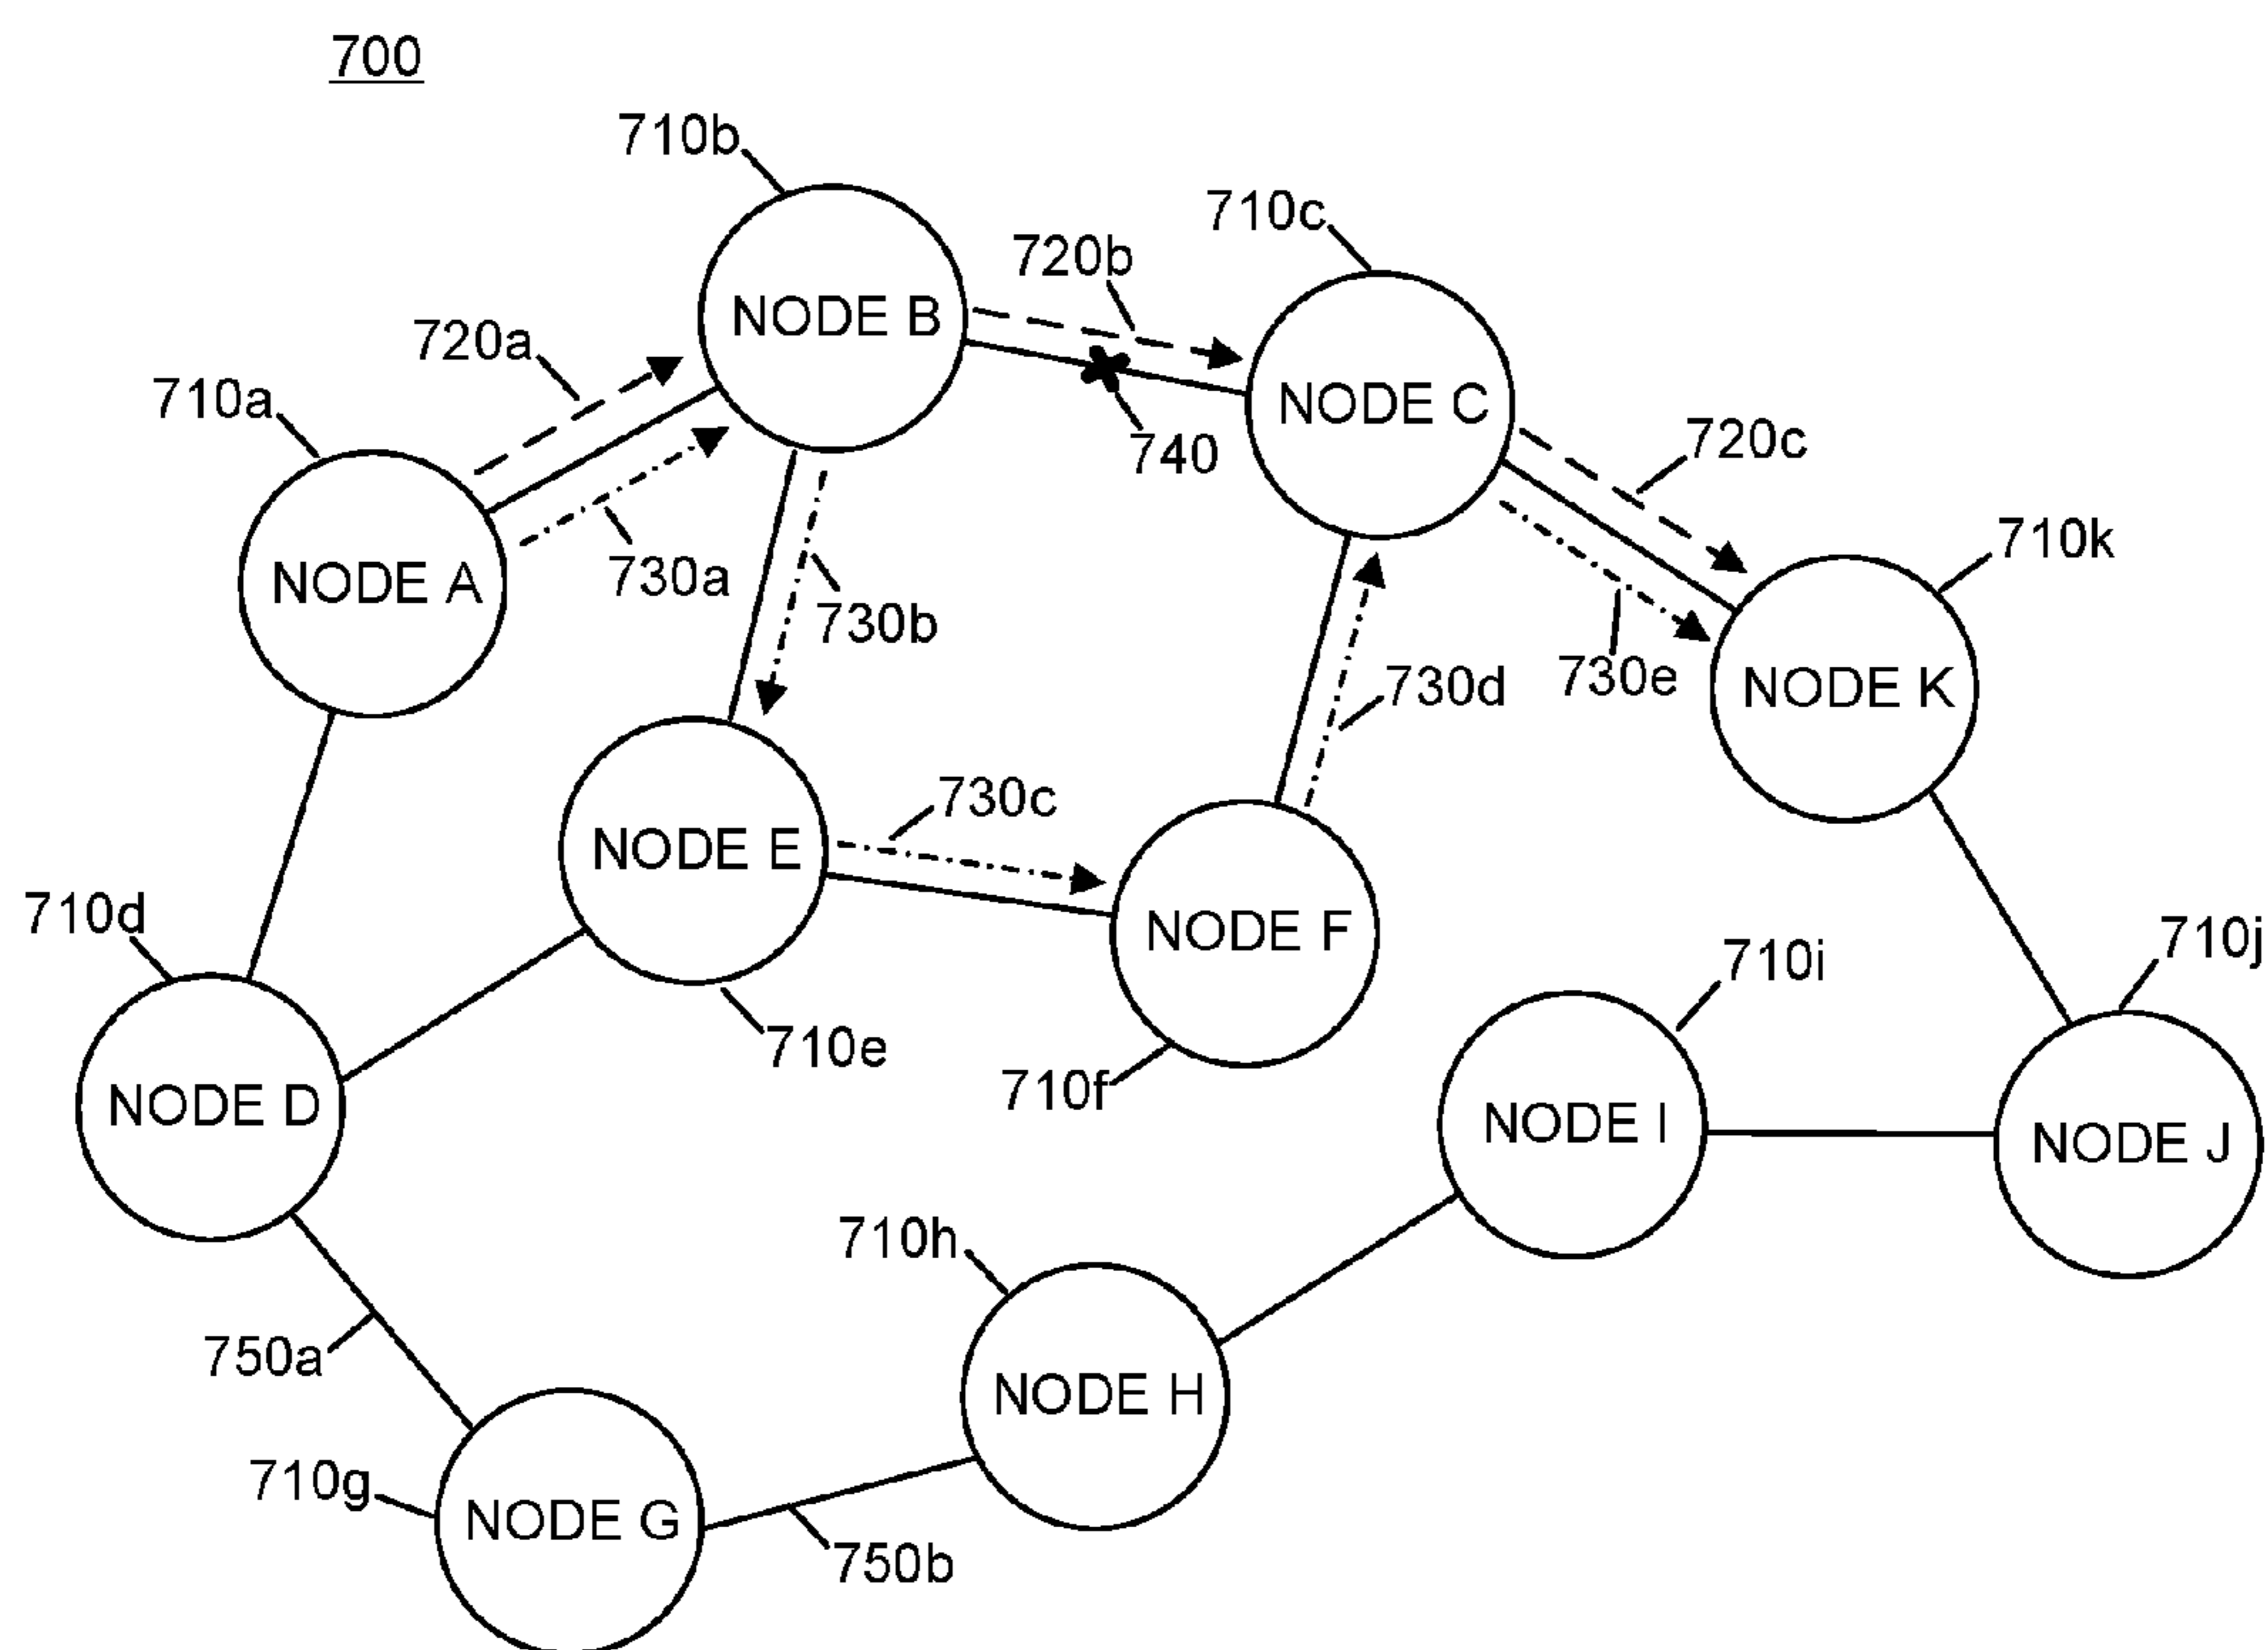 700
710b
710c
720b
NODE B
720a
710a
NODE C
740
720c
710k
NODE A
730a
730b
730d
730e
NODE K
730c
NODE E
710d
NODE F
710i
710j
710e
710f
NODE D
NODE I
NODE J
710h
750a
NODE H
710g
NODE G
750b